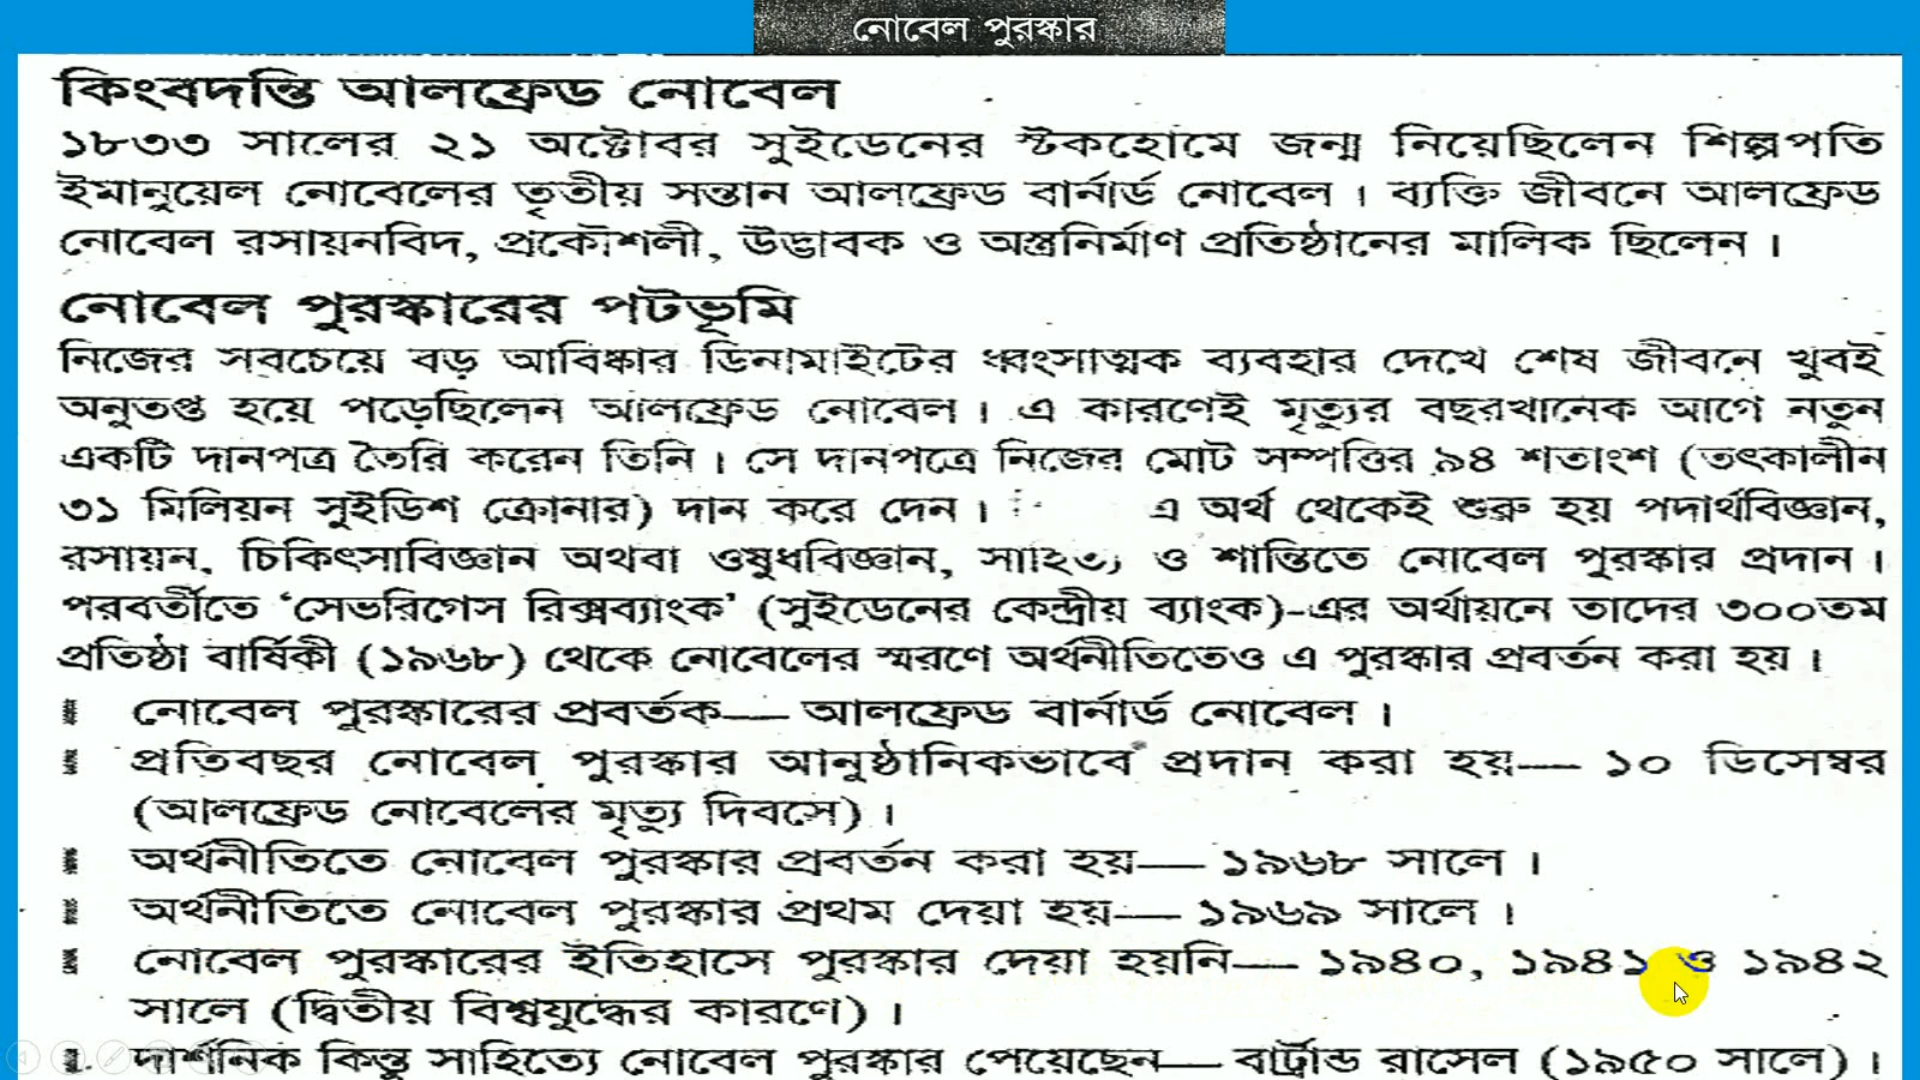 নোবেল পুরস্কার
কিংবদন্তি আলফ্রেড নোবেল
১৮৩৩ সালের ২১ অক্টোবর সুইডেনের স্টকহোমে জন্ম নিয়েছিলেন শিল্পপতি
ইমানুয়েল নোবেলের তৃতীয় সন্তান আলফ্রেড বার্নার্ড নোবেল। ব্যক্তি জীবনে আলফ্রেড
নোবেল রসায়নবিদ, প্রকৌশলী, উদ্ভাবক ও অস্ত্রনির্মাণ প্রতিষ্ঠানের মালিক ছিলেন।
নোবেল পুরস্কারের পটভূমি
নিজের সবচেয়ে বড় আবিষ্কার ডিনামাইটের ধ্বংসাত্মক ব্যবহার দেখে শেষ জীবনে খুবই
অনুতপ্ত হয়ে পড়েছিলেন আলফ্রেড নোবেল। এ কারণেই মৃত্যুর বছরখানেক আগে নতুন
একটি দানপত্র তৈরি করেন তিনি। সে দানপত্রে নিজের মোট সম্পত্তির ৯৪ শতাংশ (তৎকালীন
৩১ মিলিয়ন সুইডিশ ক্রোনার) দান করে দেন। এ অর্থ থেকেই শুরু হয় পদার্থবিজ্ঞান,
রসায়ন, চিকিৎসাবিজ্ঞান অথবা ওষুধবিজ্ঞান, সাহিত্য ও শান্তিতে নোবেল পুরস্কার প্রদান।
পরবর্তীতে ‘সেভরিগেস রিক্সব্যাংক’ (সুইডেনের কেন্দ্রীয় ব্যাংক)-এর অর্থায়নে তাদের ৩০০তম
প্রতিষ্ঠা বার্ষিকী (১৯৬৮) থেকে নোবেলের স্মরণে অর্থনীতিতেও এ পুরস্কার প্রবর্তন করা হয়।
নোবেল পুরস্কারের প্রবর্তক— আলফ্রেড বার্নার্ড নোবেল।
প্রতিবছর নোবেল পুরস্কার আনুষ্ঠানিকভাবে প্রদান করা হয়— ১০ ডিসেম্বর
(আলফ্রেড নোবেলের মৃত্যু দিবসে)।
অর্থনীতিতে নোবেল পুরস্কার প্রবর্তন করা হয়— ১৯৬৮ সালে।
অর্থনীতিতে নোবেল পুরস্কার প্রথম দেয়া হয়— ১৯৬৯ সালে।
নোবেল পুরস্কারের ইতিহাসে পুরস্কার দেয়া হয়নি— ১৯৪০, ১৯৪১ ও ১৯৪২
সালে (দ্বিতীয় বিশ্বযুদ্ধের কারণে)।
দার্শনিক কিন্তু সাহিত্যে নোবেল পুরস্কার পেয়েছেন— বার্ট্রান্ড রাসেল (১৯৫০ সালে)।